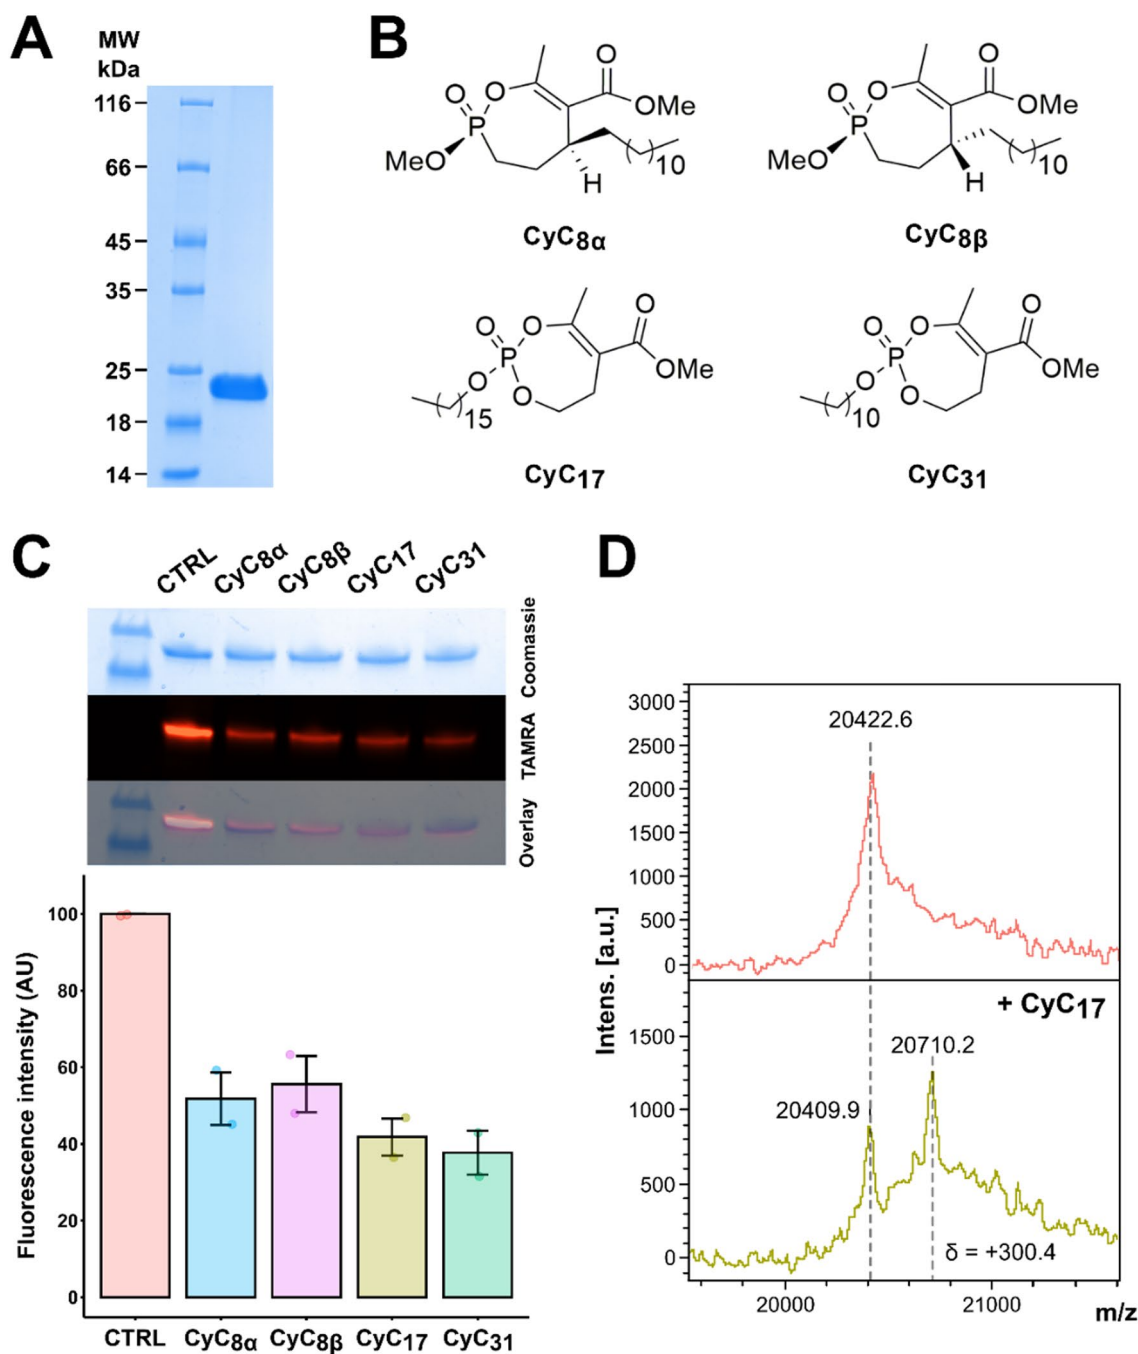 A
MW
kDa
116
66
45
35
25
18
14
B
O
O
O
P
MeO
OMe
10
H
CyC8α
O
O
O
P
MeO
OMe
10
H
CyC8β
O
O
O
P
O
O
OMe
15
CyC17
O
O
O
P
O
O
OMe
10
CyC31
C
CTRL CyC8α CyC8β CyC17 CyC31
Coomassie
TAMRA
Overlay
Fluorescence intensity (AU)
100
80
60
40
20
0
CTRL CyC8α CyC8β CyC17 CyC31
D
Intens. [a.u.]
3000
2500
2000
1500
1000
500
0
20422.6
+ CyC17
1500
1000
500
0
20710.2
20409.9
δ = +300.4
20000 21000 m/z